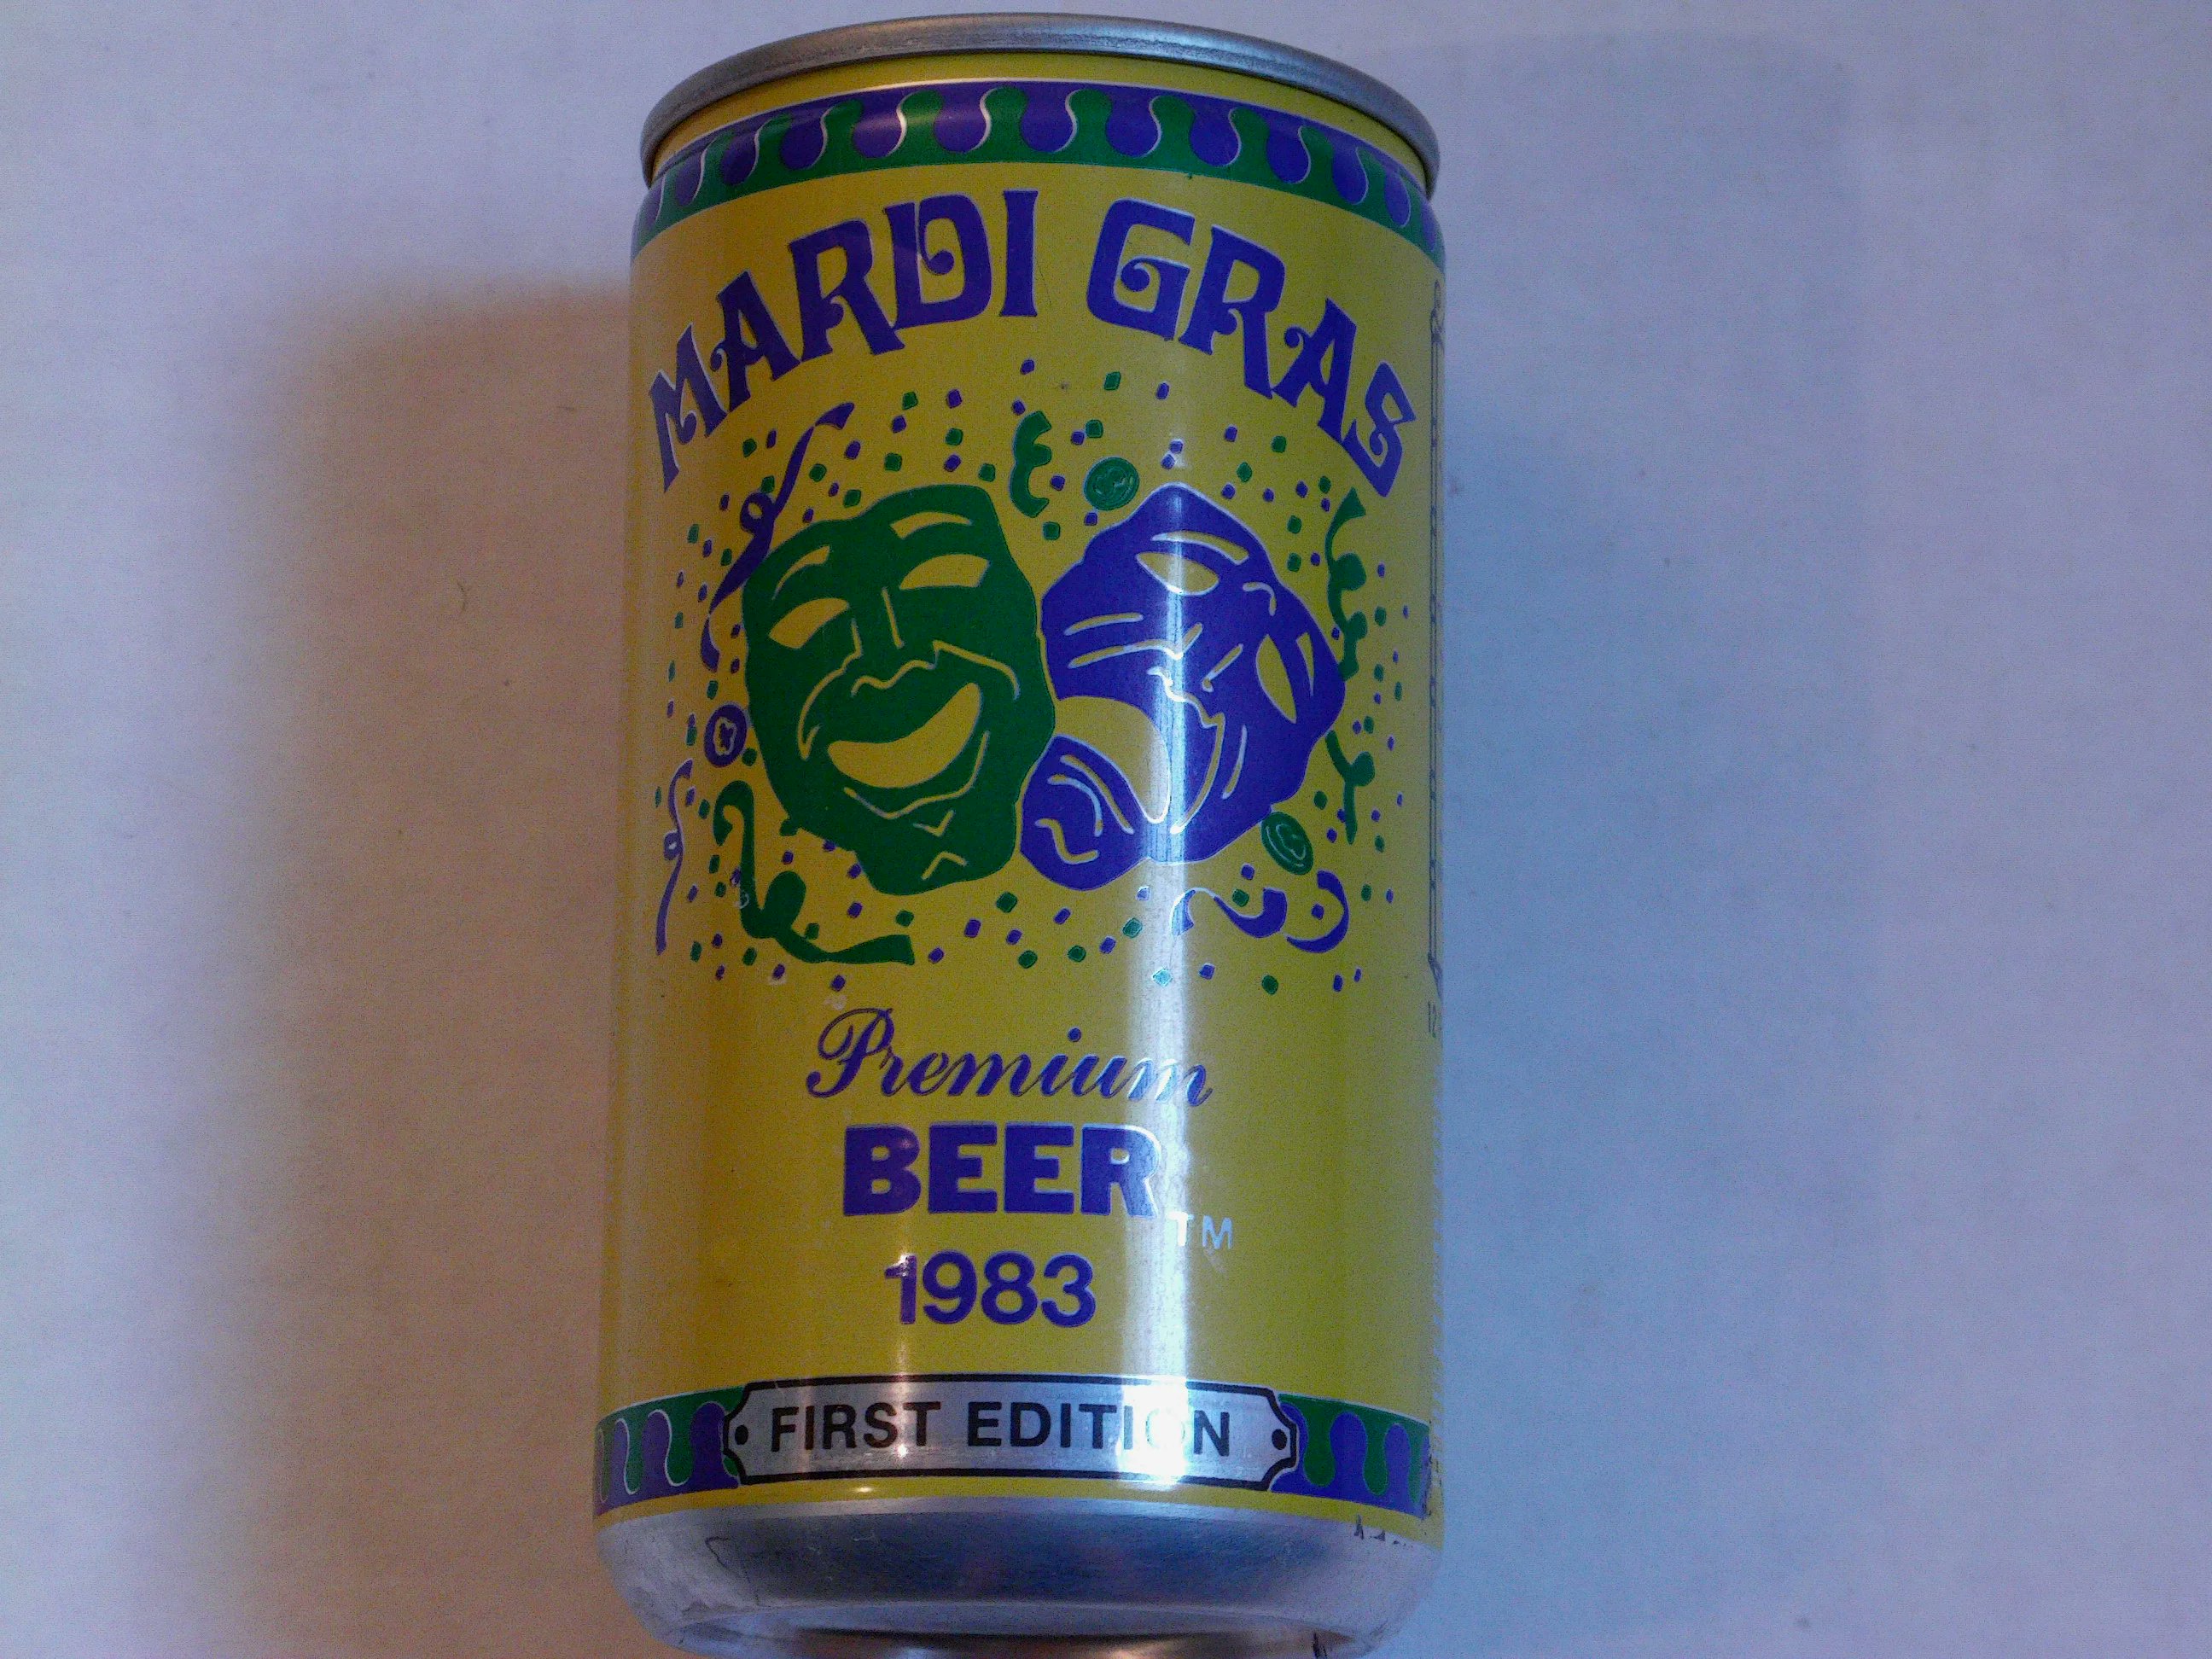 MARDI GRAS
Premium
BEER
TM
1983
FIRST EDITION